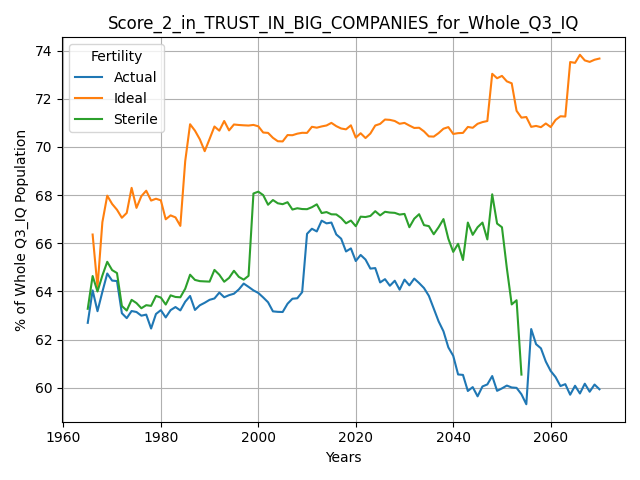 Score_2_in_TRUST_IN_BIG_COMPANIES_for_Whole_Q3_IQ
% of Whole Q3_IQ Population
74
72
70
68
66
64
62
60
Fertility
Actual
Ideal
Sterile
1960
1980
2000
2020
2040
2060
Years